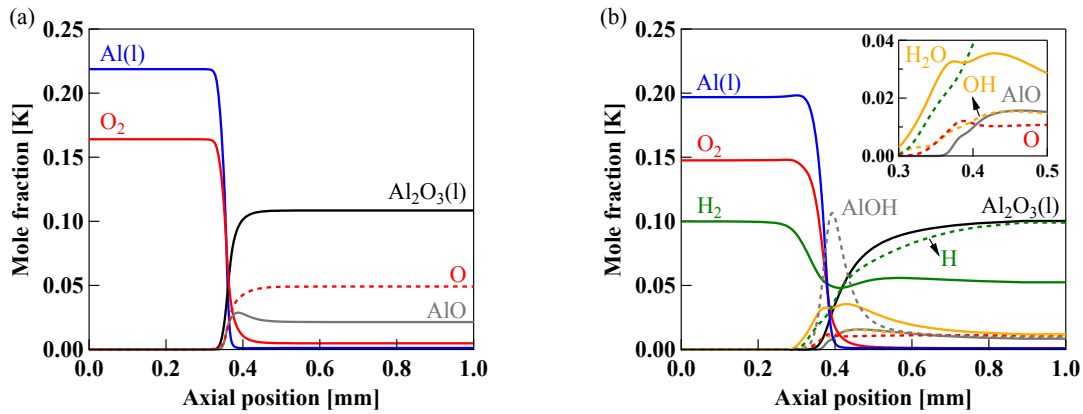 (a)
0.25
0.20
0.15
0.10
0.05
0.00
Mole fraction [K]
Al(l)
O₂
Al₂O₃(l)
O
AlO
0.0 0.2 0.4 0.6 0.8 1.0
Axial position [mm]
(b)
0.25
0.20
0.15
0.10
0.05
0.00
Mole fraction [K]
Al(l)
O₂
H₂
AlOH
Al₂O₃(l)
H
0.04
0.02
0.00
H₂O
OH
AlO
O
0.3 0.4 0.5
0.0 0.2 0.4 0.6 0.8 1.0
Axial position [mm]